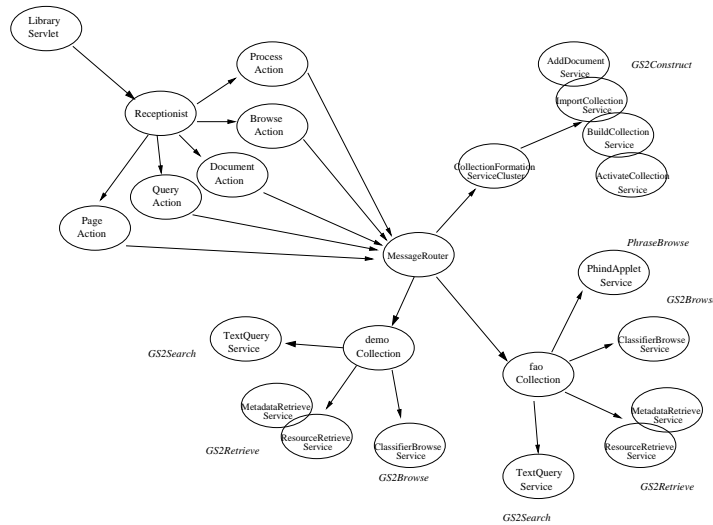 Library
Servlet
Receptionist
Process
Action
Browse
Action
Document
Action
Query
Action
Page
Action
MessageRouter
CollectionFormation
ServiceCluster
AddDocument
Service
GS2Construct
ImportCollection
Service
BuildCollection
Service
ActivateCollection
Service
PhraseBrowse
PhindApplet
Service
GS2Browse
ClassifierBrowse
Service
fao
Collection
MetadataRetrieve
Service
ResourceRetrieve
Service
GS2Retrieve
TextQuery
Service
GS2Search
demo
Collection
TextQuery
Service
GS2Search
MetadataRetrieve
Service
ResourceRetrieve
Service
GS2Retrieve
ClassifierBrowse
Service
GS2Browse